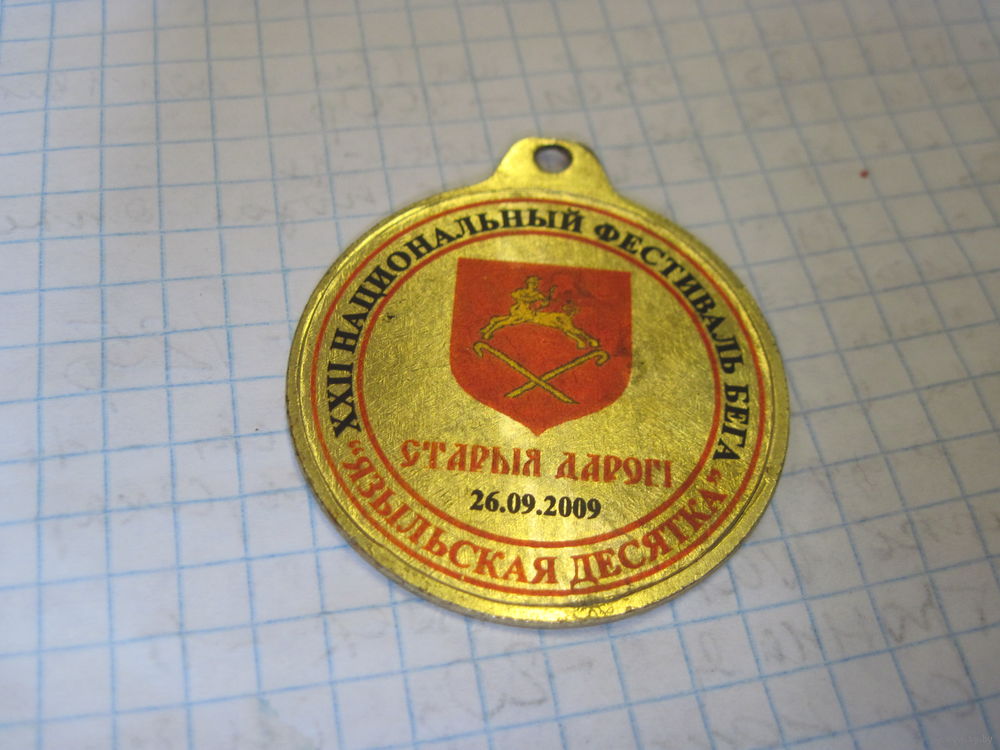 XXII НАЦИОНАЛЬНЫЙ ФЕСТИВАЛЬ БЕГА
СТАРЫЯ ДАРОГІ
26.09.2009
"ЯЗЫЛЬСКАЯ ДЕСЯТКА"